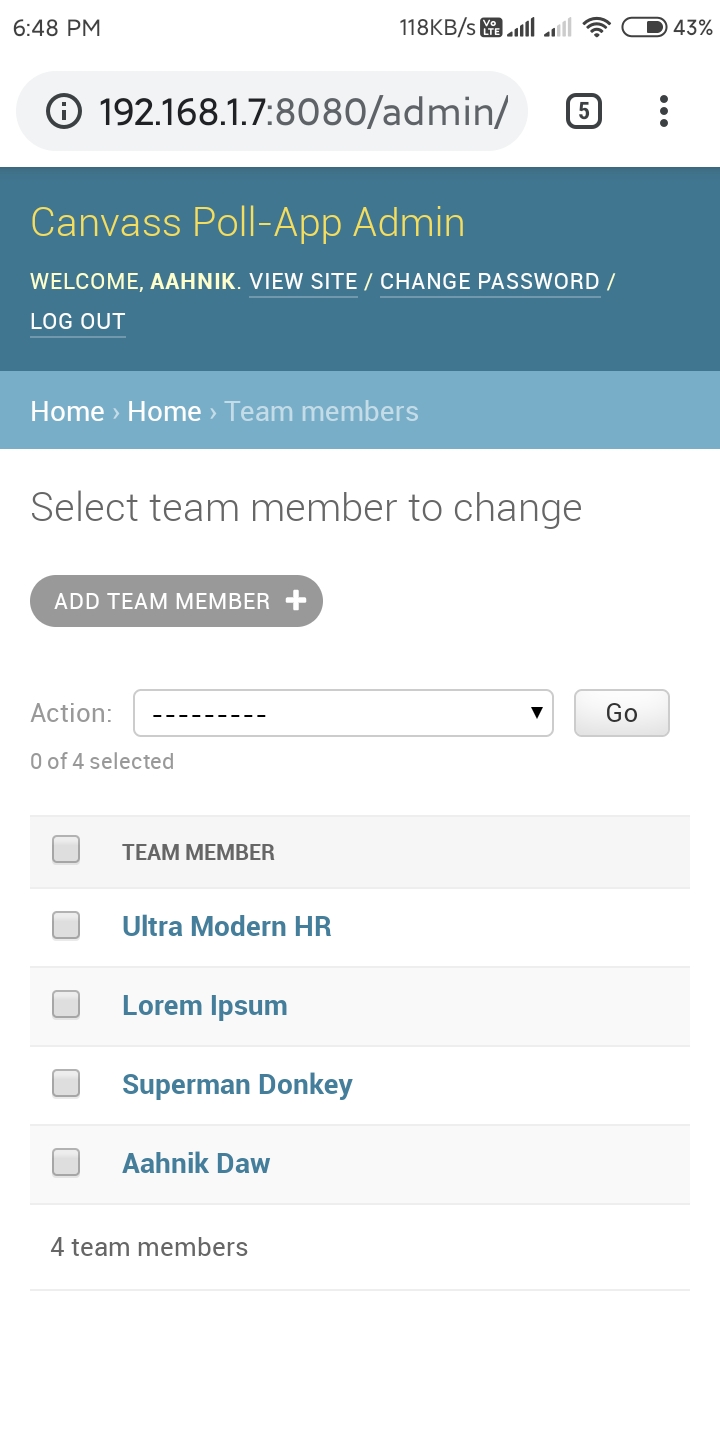 6:48 PM 118KB/s Vo LTE 43%
192.168.1.7:8080/admin/ 5
Canvass Poll-App Admin
WELCOME, AAHNIK. VIEW SITE / CHANGE PASSWORD /
LOG OUT
Home › Home › Team members
Select team member to change
ADD TEAM MEMBER +
Action: --------- Go
0 of 4 selected
TEAM MEMBER
Ultra Modern HR
Lorem Ipsum
Superman Donkey
Aahnik Daw
4 team members